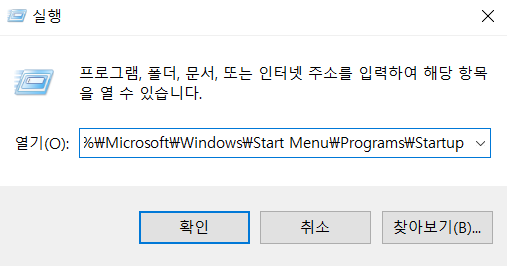 실행
프로그램, 폴더, 문서, 또는 인터넷 주소를 입력하여 해당 항목
을 열 수 있습니다.
열기(O): %₩Microsoft₩Windows₩Start Menu₩Programs₩Startup
확인 취소 찾아보기(B)...